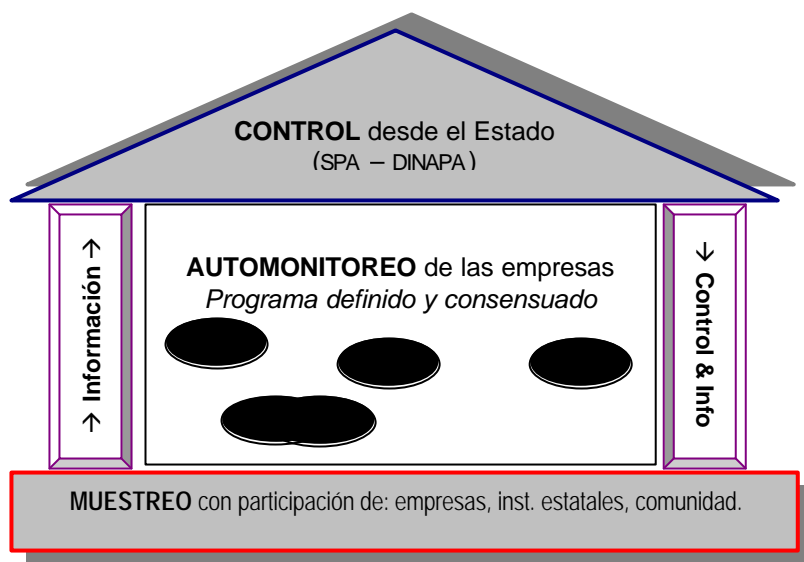 CONTROL desde el Estado
(SPA – DINAPA)
AUTOMONITOREO de las empresas
Programa definido y consensuado
→ Información →
→ Control & Info
MUESTREO con participación de: empresas, inst. estatales, comunidad.